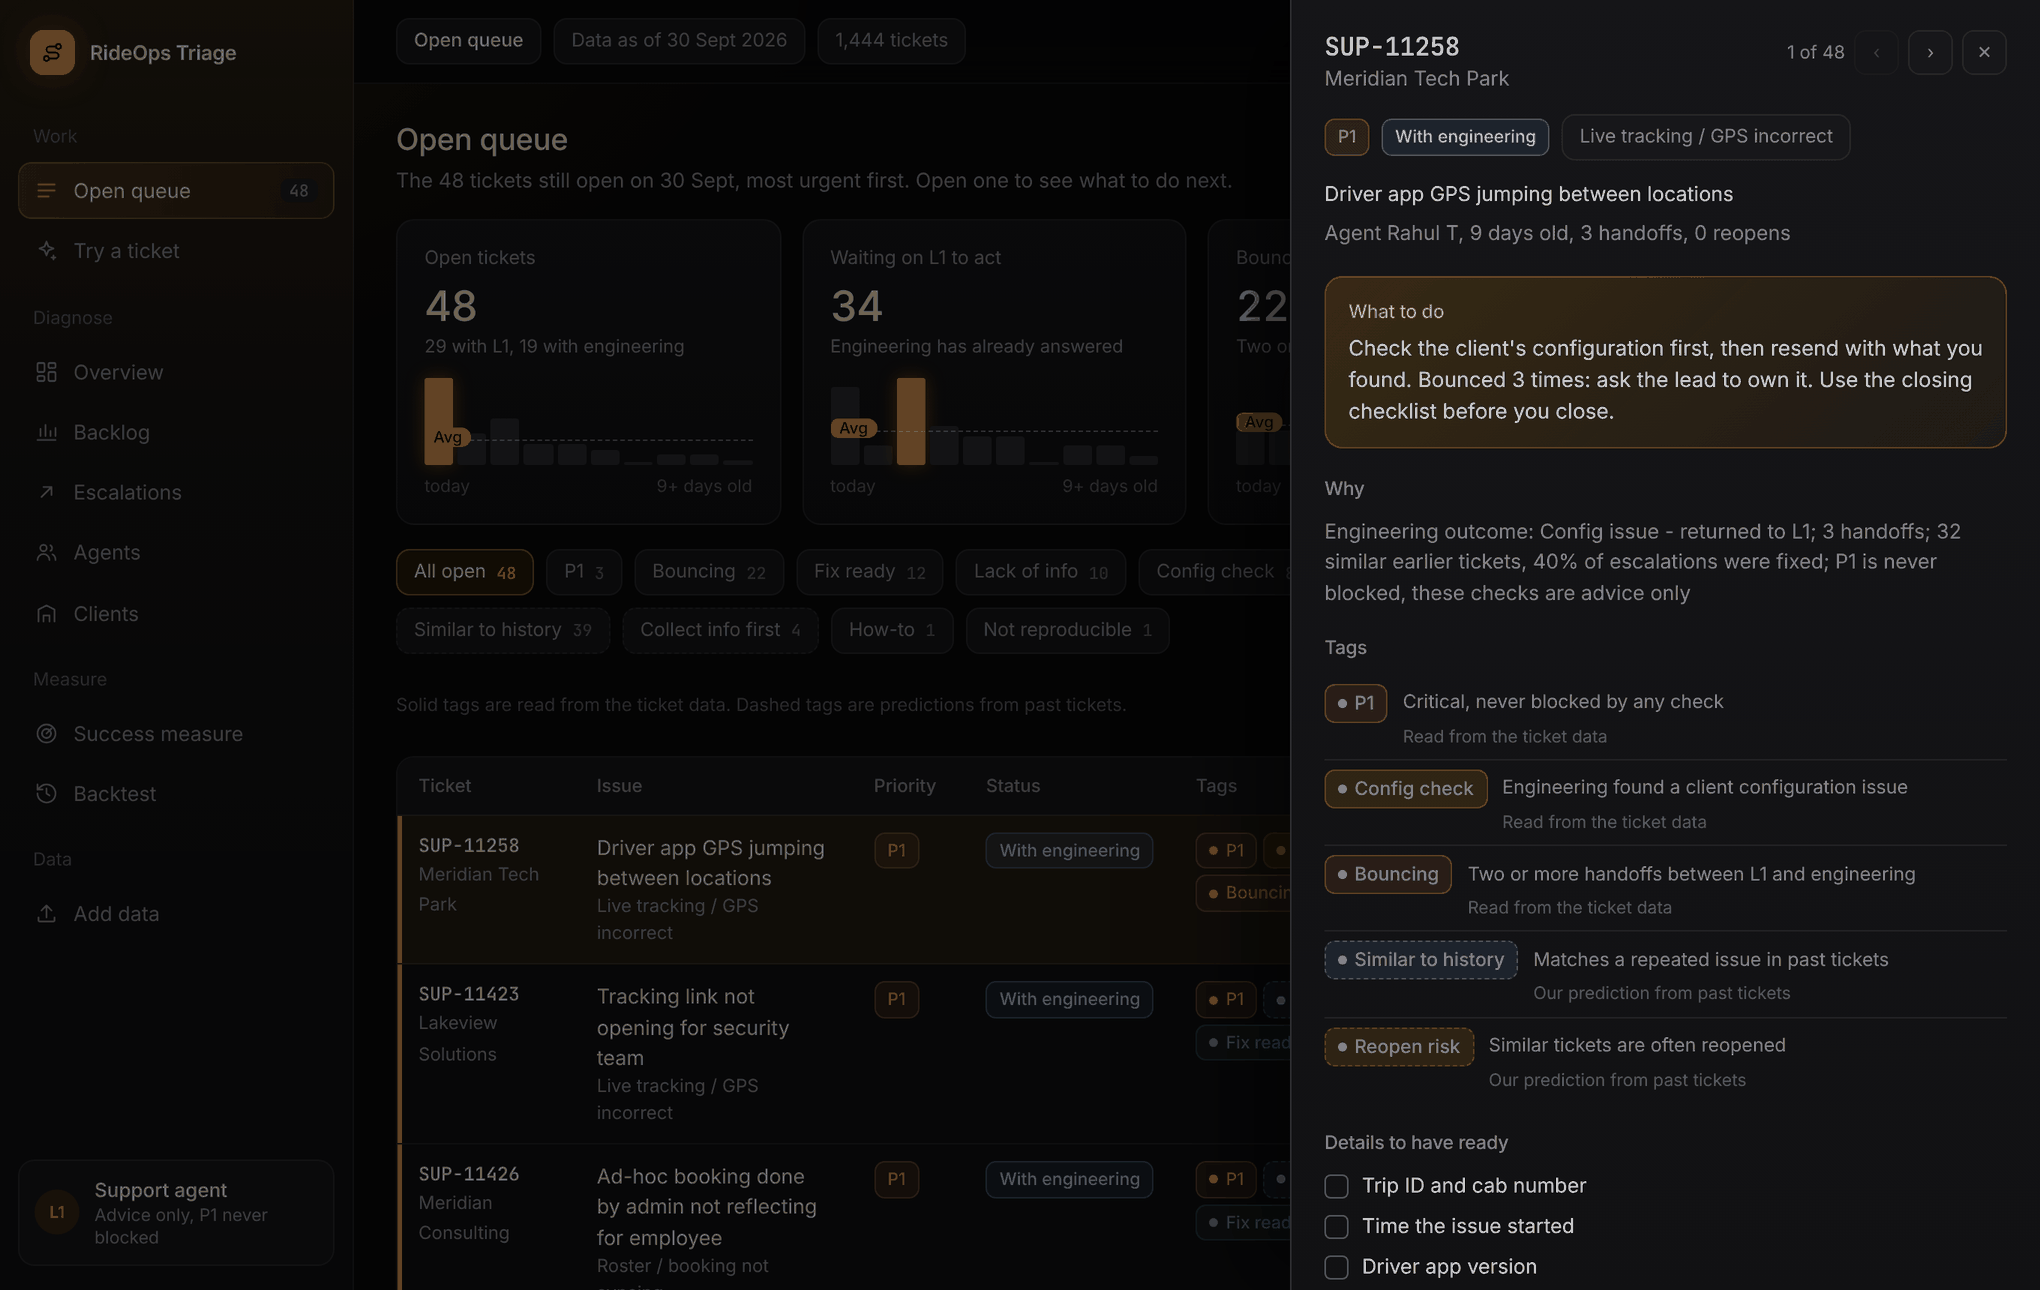 RideOps Triage
Work
Open queue 48
Try a ticket
Diagnose
Overview
Backlog
Escalations
Agents
Clients
Measure
Success measure
Backtest
Data
Add data
L1
Support agent
Advice only, P1 never
blocked
Open queue
Data as of 30 Sept 2026
1,444 tickets
Open queue
The 48 tickets still open on 30 Sept, most urgent first. Open one to see what to do next.
Open tickets
48
29 with L1, 19 with engineering
Avg
today 9+ days old
Waiting on L1 to act
34
Engineering has already answered
Avg
today 9+ days old
Bounc
22
Two o
Avg
today
All open 48
P1 3
Bouncing 22
Fix ready 12
Lack of info 10
Config check
Similar to history 39
Collect info first 4
How-to 1
Not reproducible 1
Solid tags are read from the ticket data. Dashed tags are predictions from past tickets.
Ticket Issue Priority Status Tags
SUP-11258
Meridian Tech
Park
Driver app GPS jumping
between locations
Live tracking / GPS
incorrect
P1
With engineering
P1
Bouncin
SUP-11423
Lakeview
Solutions
Tracking link not
opening for security
team
Live tracking / GPS
incorrect
P1
With engineering
P1
Fix read
SUP-11426
Meridian
Consulting
Ad-hoc booking done
by admin not reflecting
for employee
Roster / booking not
P1
With engineering
P1
Fix read
SUP-11258
Meridian Tech Park
1 of 48
P1
With engineering
Live tracking / GPS incorrect
Driver app GPS jumping between locations
Agent Rahul T, 9 days old, 3 handoffs, 0 reopens
What to do
Check the client's configuration first, then resend with what you
found. Bounced 3 times: ask the lead to own it. Use the closing
checklist before you close.
Why
Engineering outcome: Config issue - returned to L1; 3 handoffs; 32
similar earlier tickets, 40% of escalations were fixed; P1 is never
blocked, these checks are advice only
Tags
P1 Critical, never blocked by any check
Read from the ticket data
Config check Engineering found a client configuration issue
Read from the ticket data
Bouncing Two or more handoffs between L1 and engineering
Read from the ticket data
Similar to history Matches a repeated issue in past tickets
Our prediction from past tickets
Reopen risk Similar tickets are often reopened
Our prediction from past tickets
Details to have ready
Trip ID and cab number
Time the issue started
Driver app version